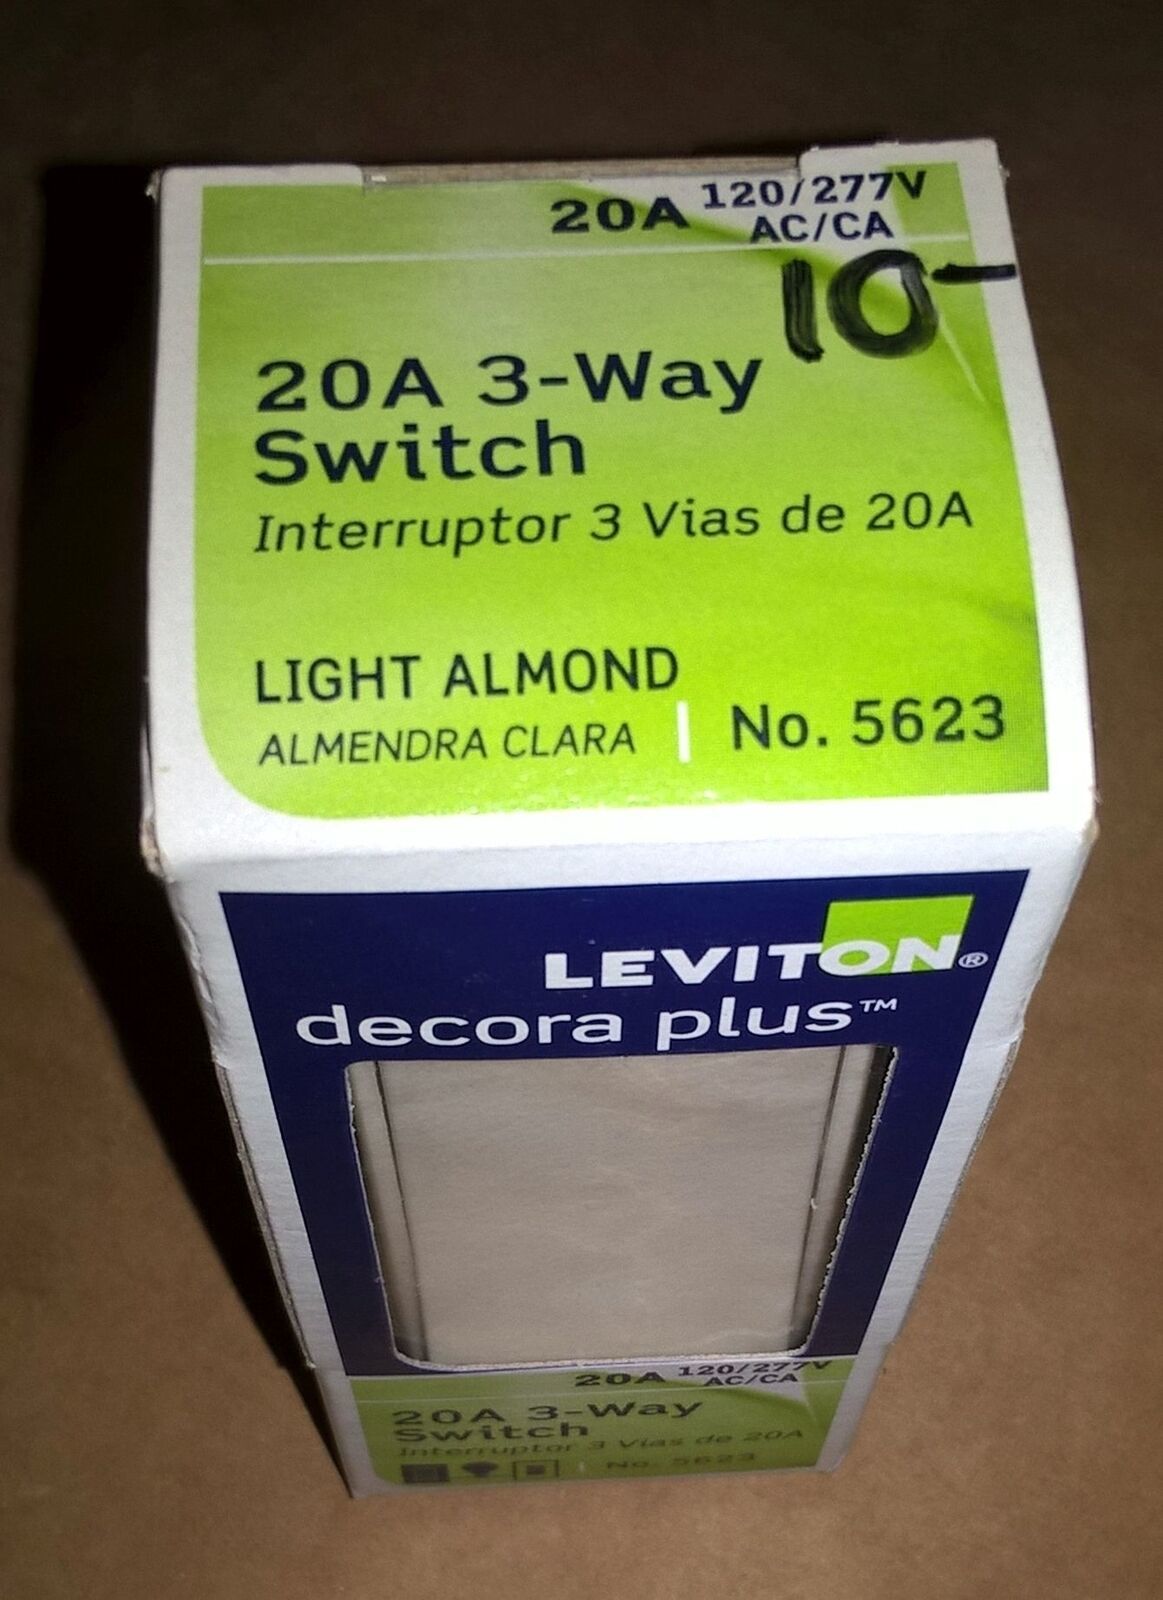 20A 120/277V
AC/CA
10-
20A 3-Way
Switch
Interruptor 3 Vias de 20A
LIGHT ALMOND
ALMENDRA CLARA | No. 5623
LEVITON®
decora plus™
20A 120/277V
AC/CA
20A 3-Way
Switch
Interruptor 3 Vias de 20A
| No. 5623